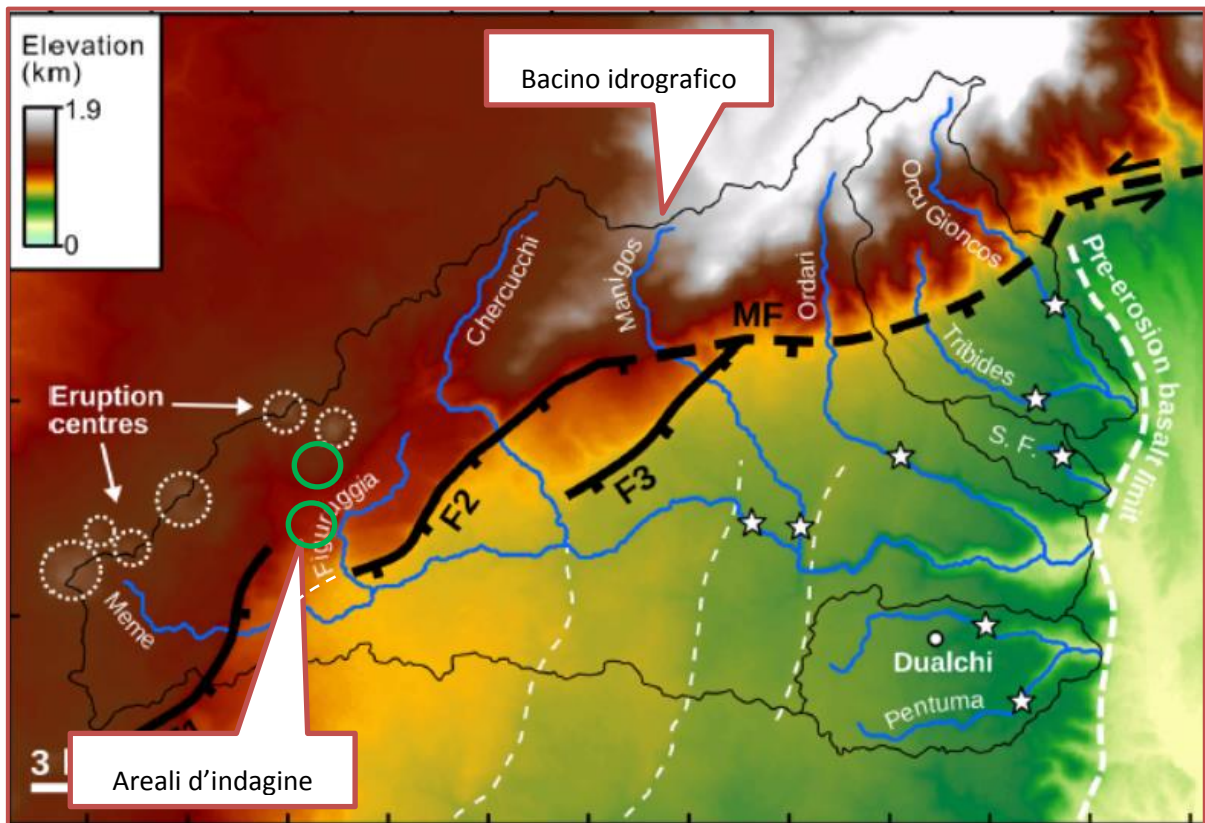 Elevation
(km)
1.9
0
Bacino idrografico
Orcu Gioncos
Chercucchi
Manigos
Ordari
MF
Pre-erosion basalt limit
Tribides
Eruption
centres
S. F.
F3
F2
Figuruggia
Meme
Dualchi
Pentuma
3
Areali d’indagine